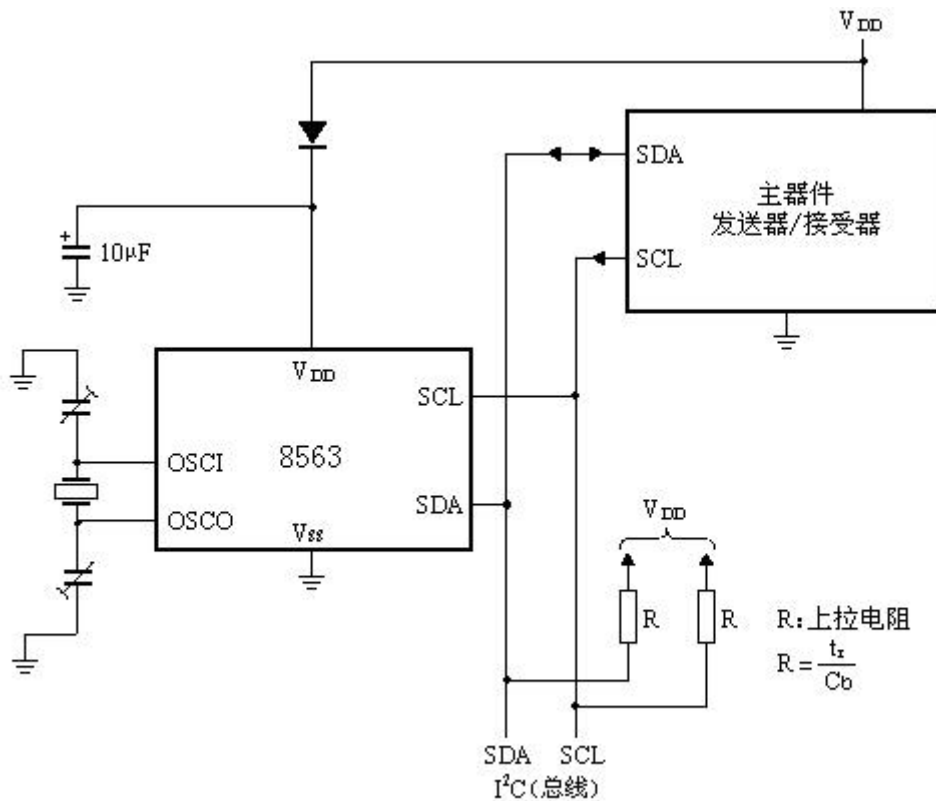 VDD
SDA
主器件
发送器/接受器
SCL
+
10μF
VDD
SCL
OSCI
8563
SDA
OSCO
VSS
VDD
R
R
R:上拉电阻
R=tr/Cb
SDA
SCL
I²C(总线)